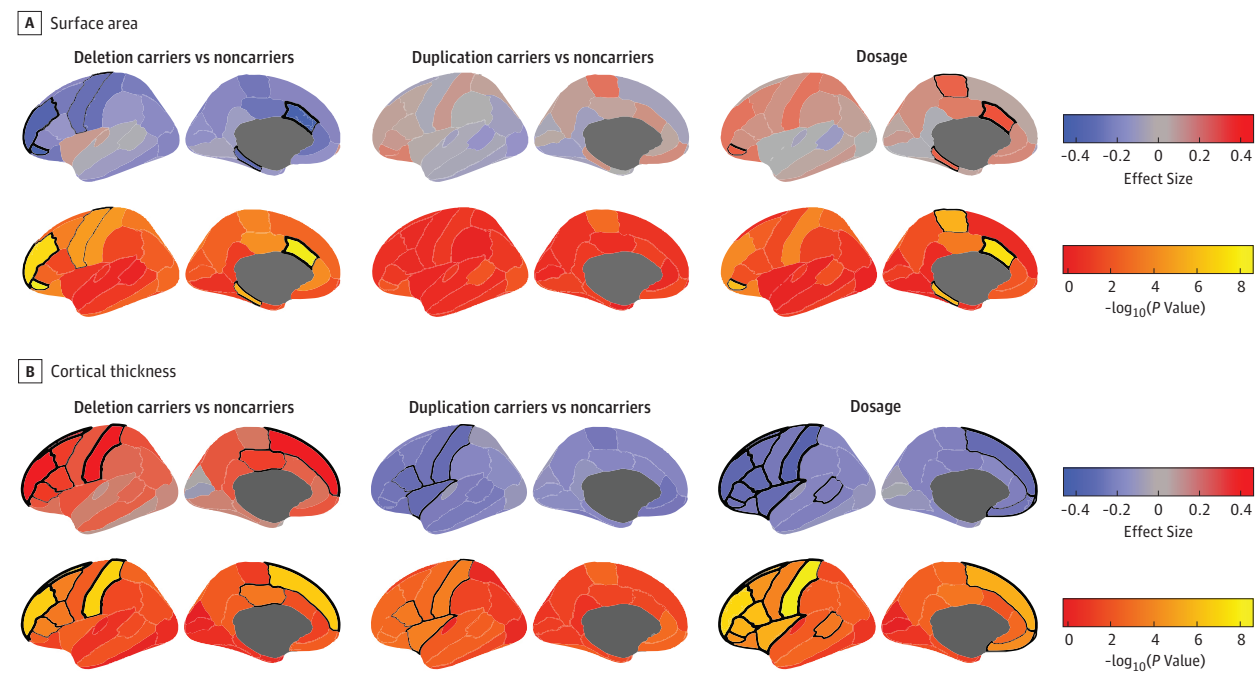 A Surface area
Deletion carriers vs noncarriers
Duplication carriers vs noncarriers
Dosage
-0.4 -0.2 0 0.2 0.4
Effect Size
0 2 4 6 8
-log10(P Value)
B Cortical thickness
Deletion carriers vs noncarriers
Duplication carriers vs noncarriers
Dosage
-0.4 -0.2 0 0.2 0.4
Effect Size
0 2 4 6 8
-log10(P Value)